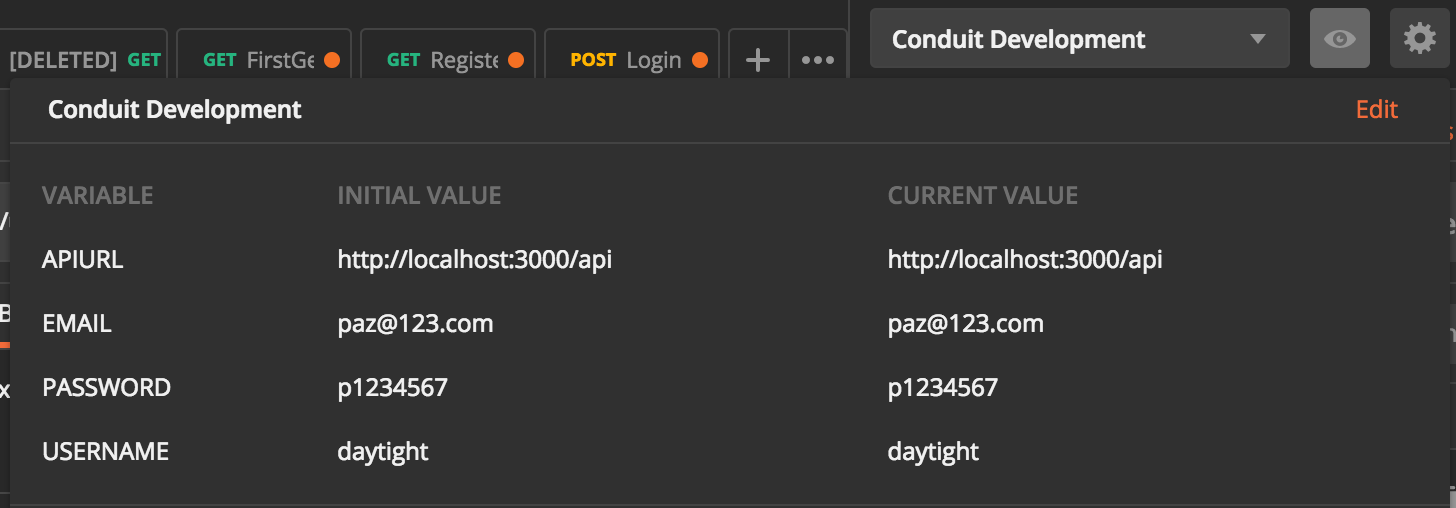 [DELETED] GET GET FirstGe GET Registe POST Login + ••• Conduit Development
Conduit Development Edit
VARIABLE INITIAL VALUE CURRENT VALUE
APIURL http://localhost:3000/api http://localhost:3000/api
EMAIL paz@123.com paz@123.com
PASSWORD p1234567 p1234567
USERNAME daytight daytight